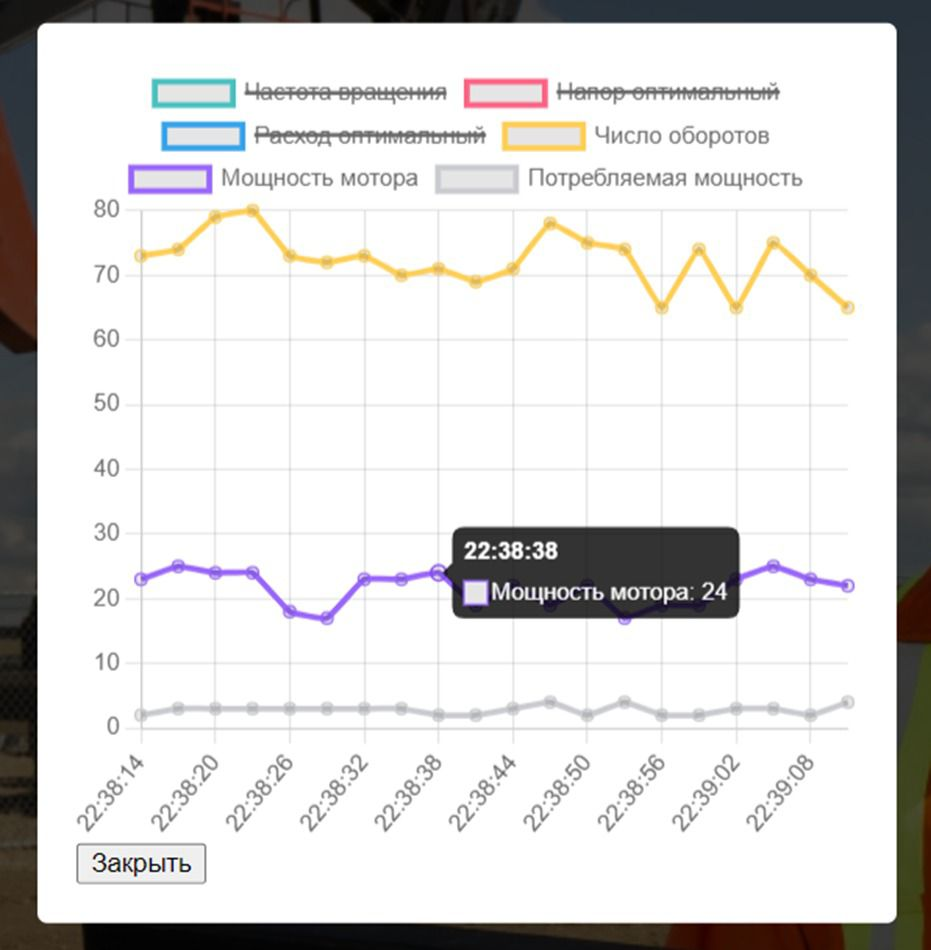 Частота вращения Напор оптимальный
Расход оптимальный Число оборотов
Мощность мотора Потребляемая мощность
80
70
60
50
40
30
20
10
0
22:38:38
Мощность мотора: 24
22:38:14 22:38:20 22:38:26 22:38:32 22:38:38 22:38:44 22:38:50 22:38:56 22:39:02 22:39:08
Закрыть